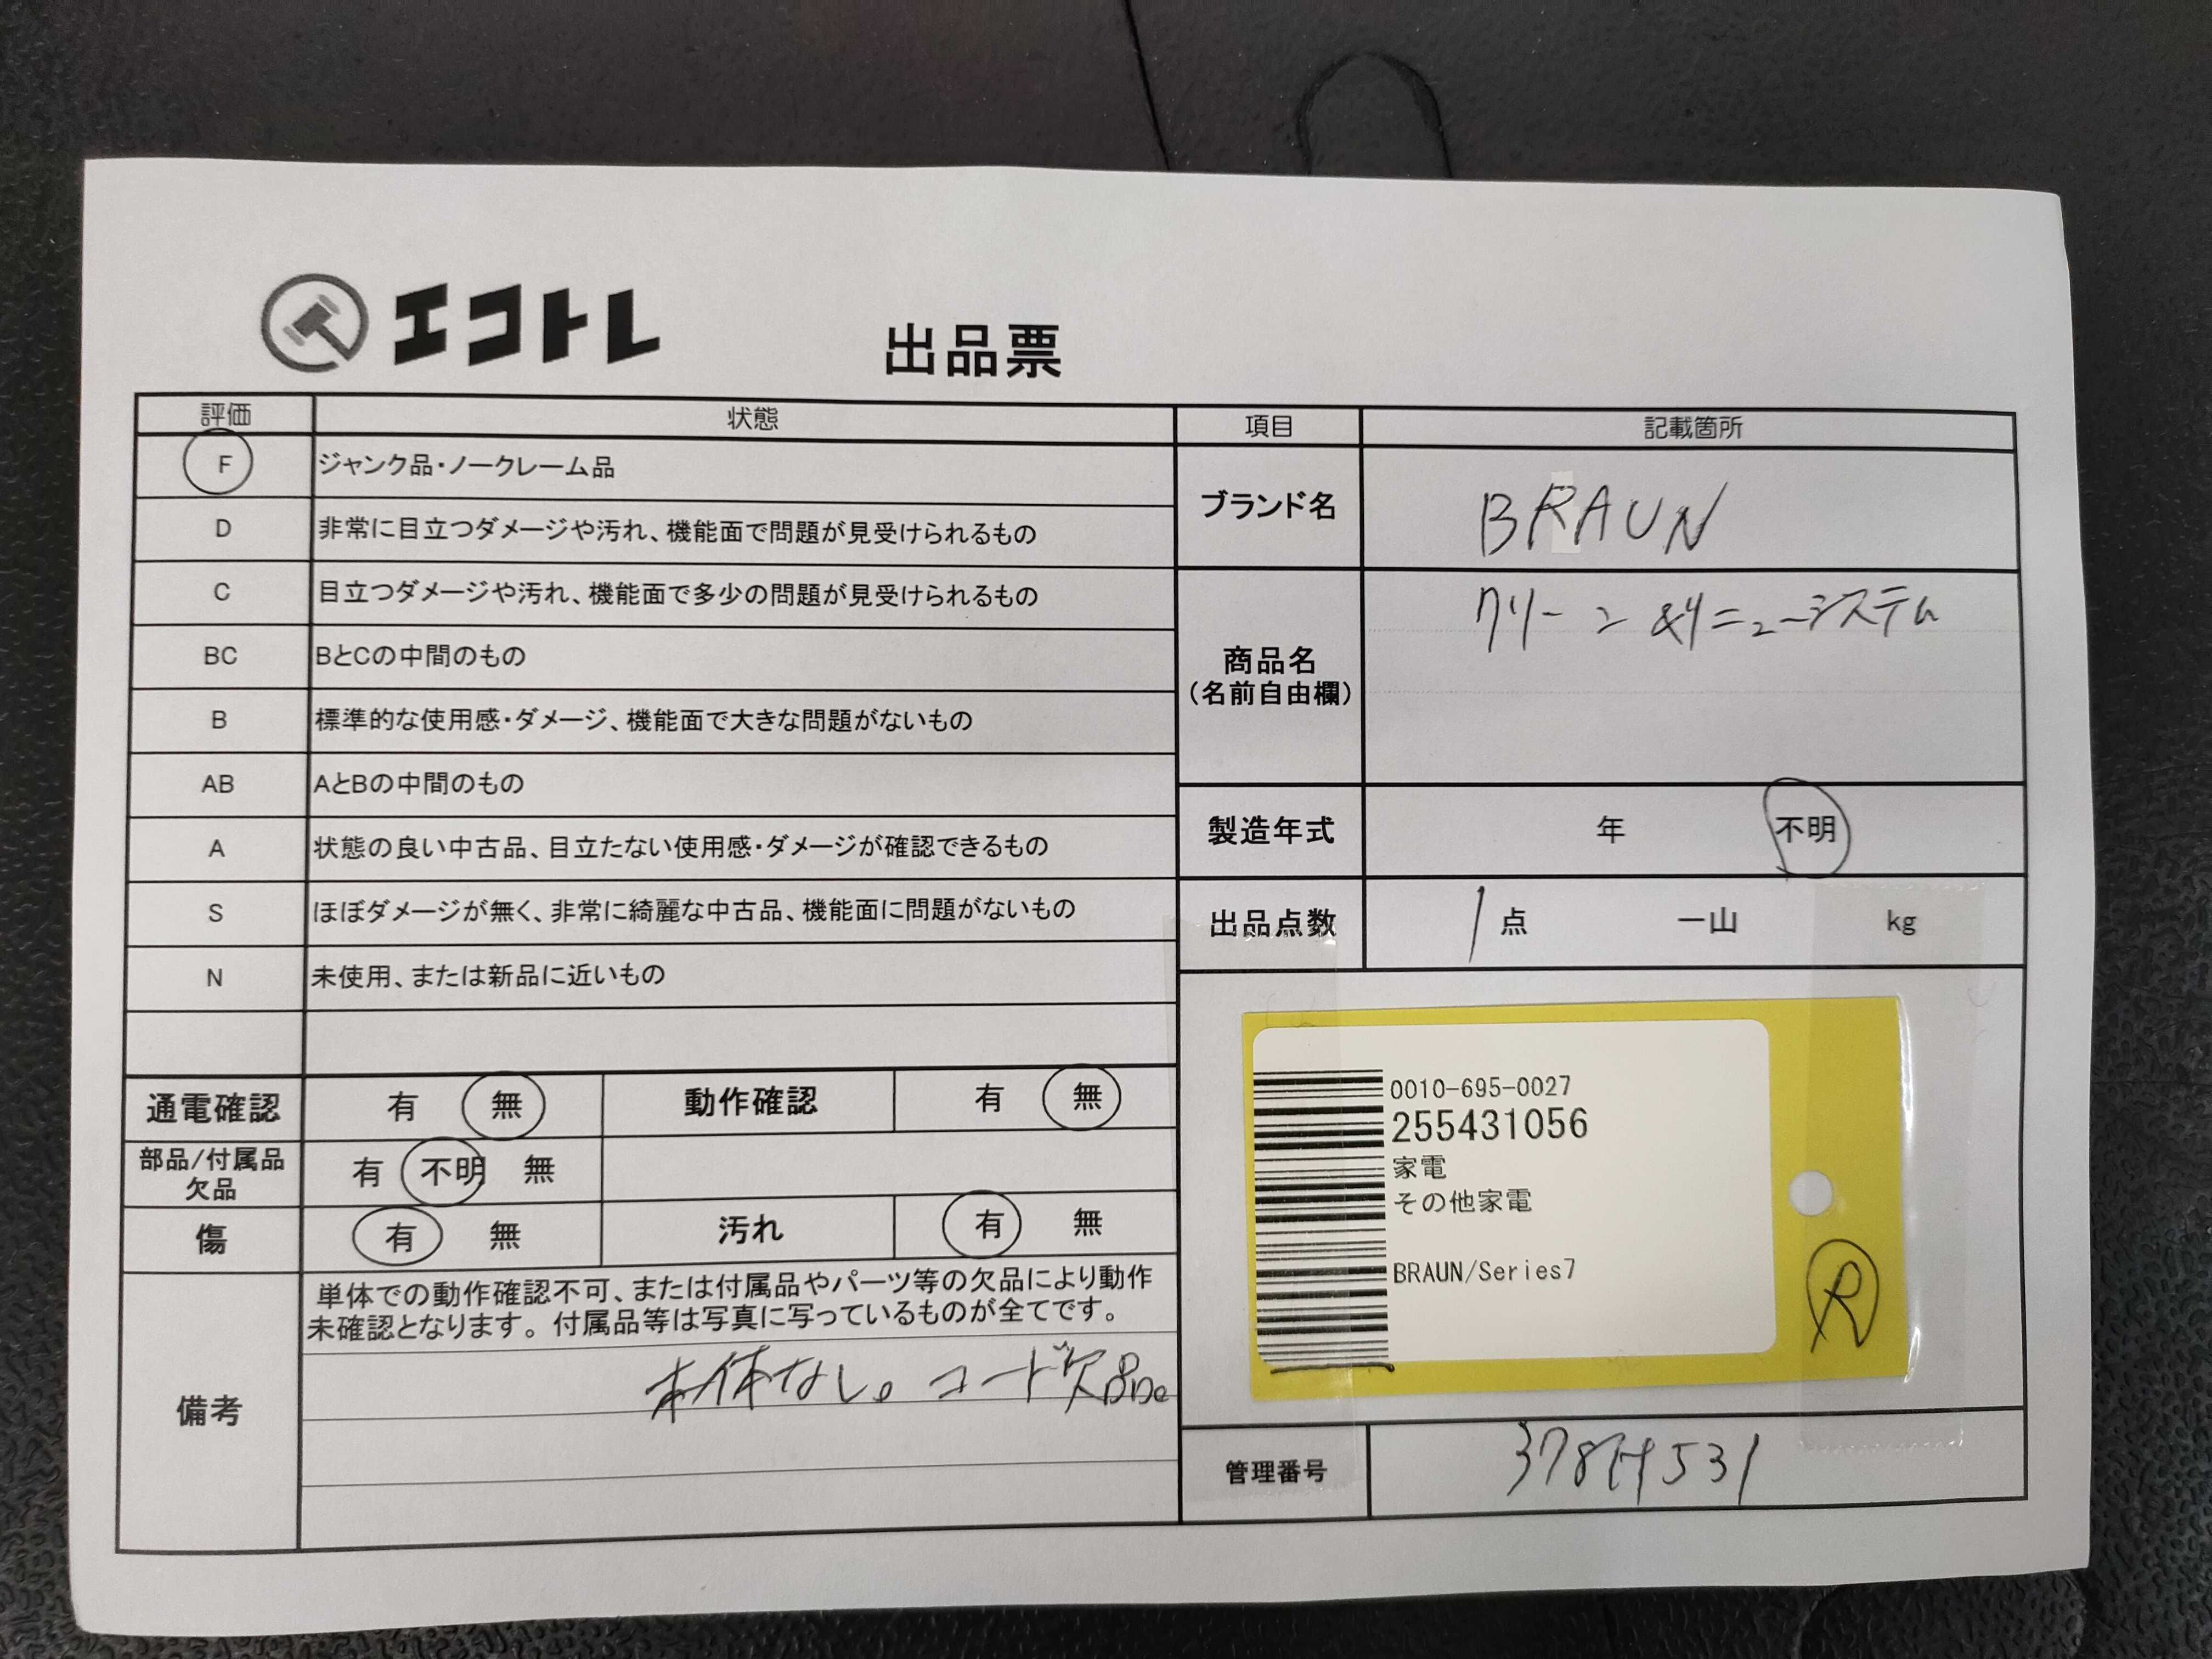 エコトレ
出品票
評価 状態
F ジャンク品・ノークレーム品
D 非常に目立つダメージや汚れ、機能面で問題が見受けられるもの
C 目立つダメージや汚れ、機能面で多少の問題が見受けられるもの
BC BとCの中間のもの
B 標準的な使用感・ダメージ、機能面で大きな問題がないもの
AB AとBの中間のもの
A 状態の良い中古品、目立たない使用感・ダメージが確認できるもの
S ほぼダメージが無く、非常に綺麗な中古品、機能面に問題がないもの
N 未使用、または新品に近いもの
通電確認 有 無 動作確認 有 無
部品/付属品
欠品
有 不明 無
傷 有 無 汚れ 有 無
備考
単体での動作確認不可、または付属品やパーツ等の欠品により動作
未確認となります。付属品等は写真に写っているものが全てです。
本体なし。コード欠品。
項目 記載箇所
ブランド名 BRAUN
商品名
(名前自由欄)
クリーン&リニューシステム
製造年式 年 不明
出品点数 1 点 一山 kg
0010-695-0027
255431056
家電
その他家電
BRAUN/Series7
R
管理番号 378H531